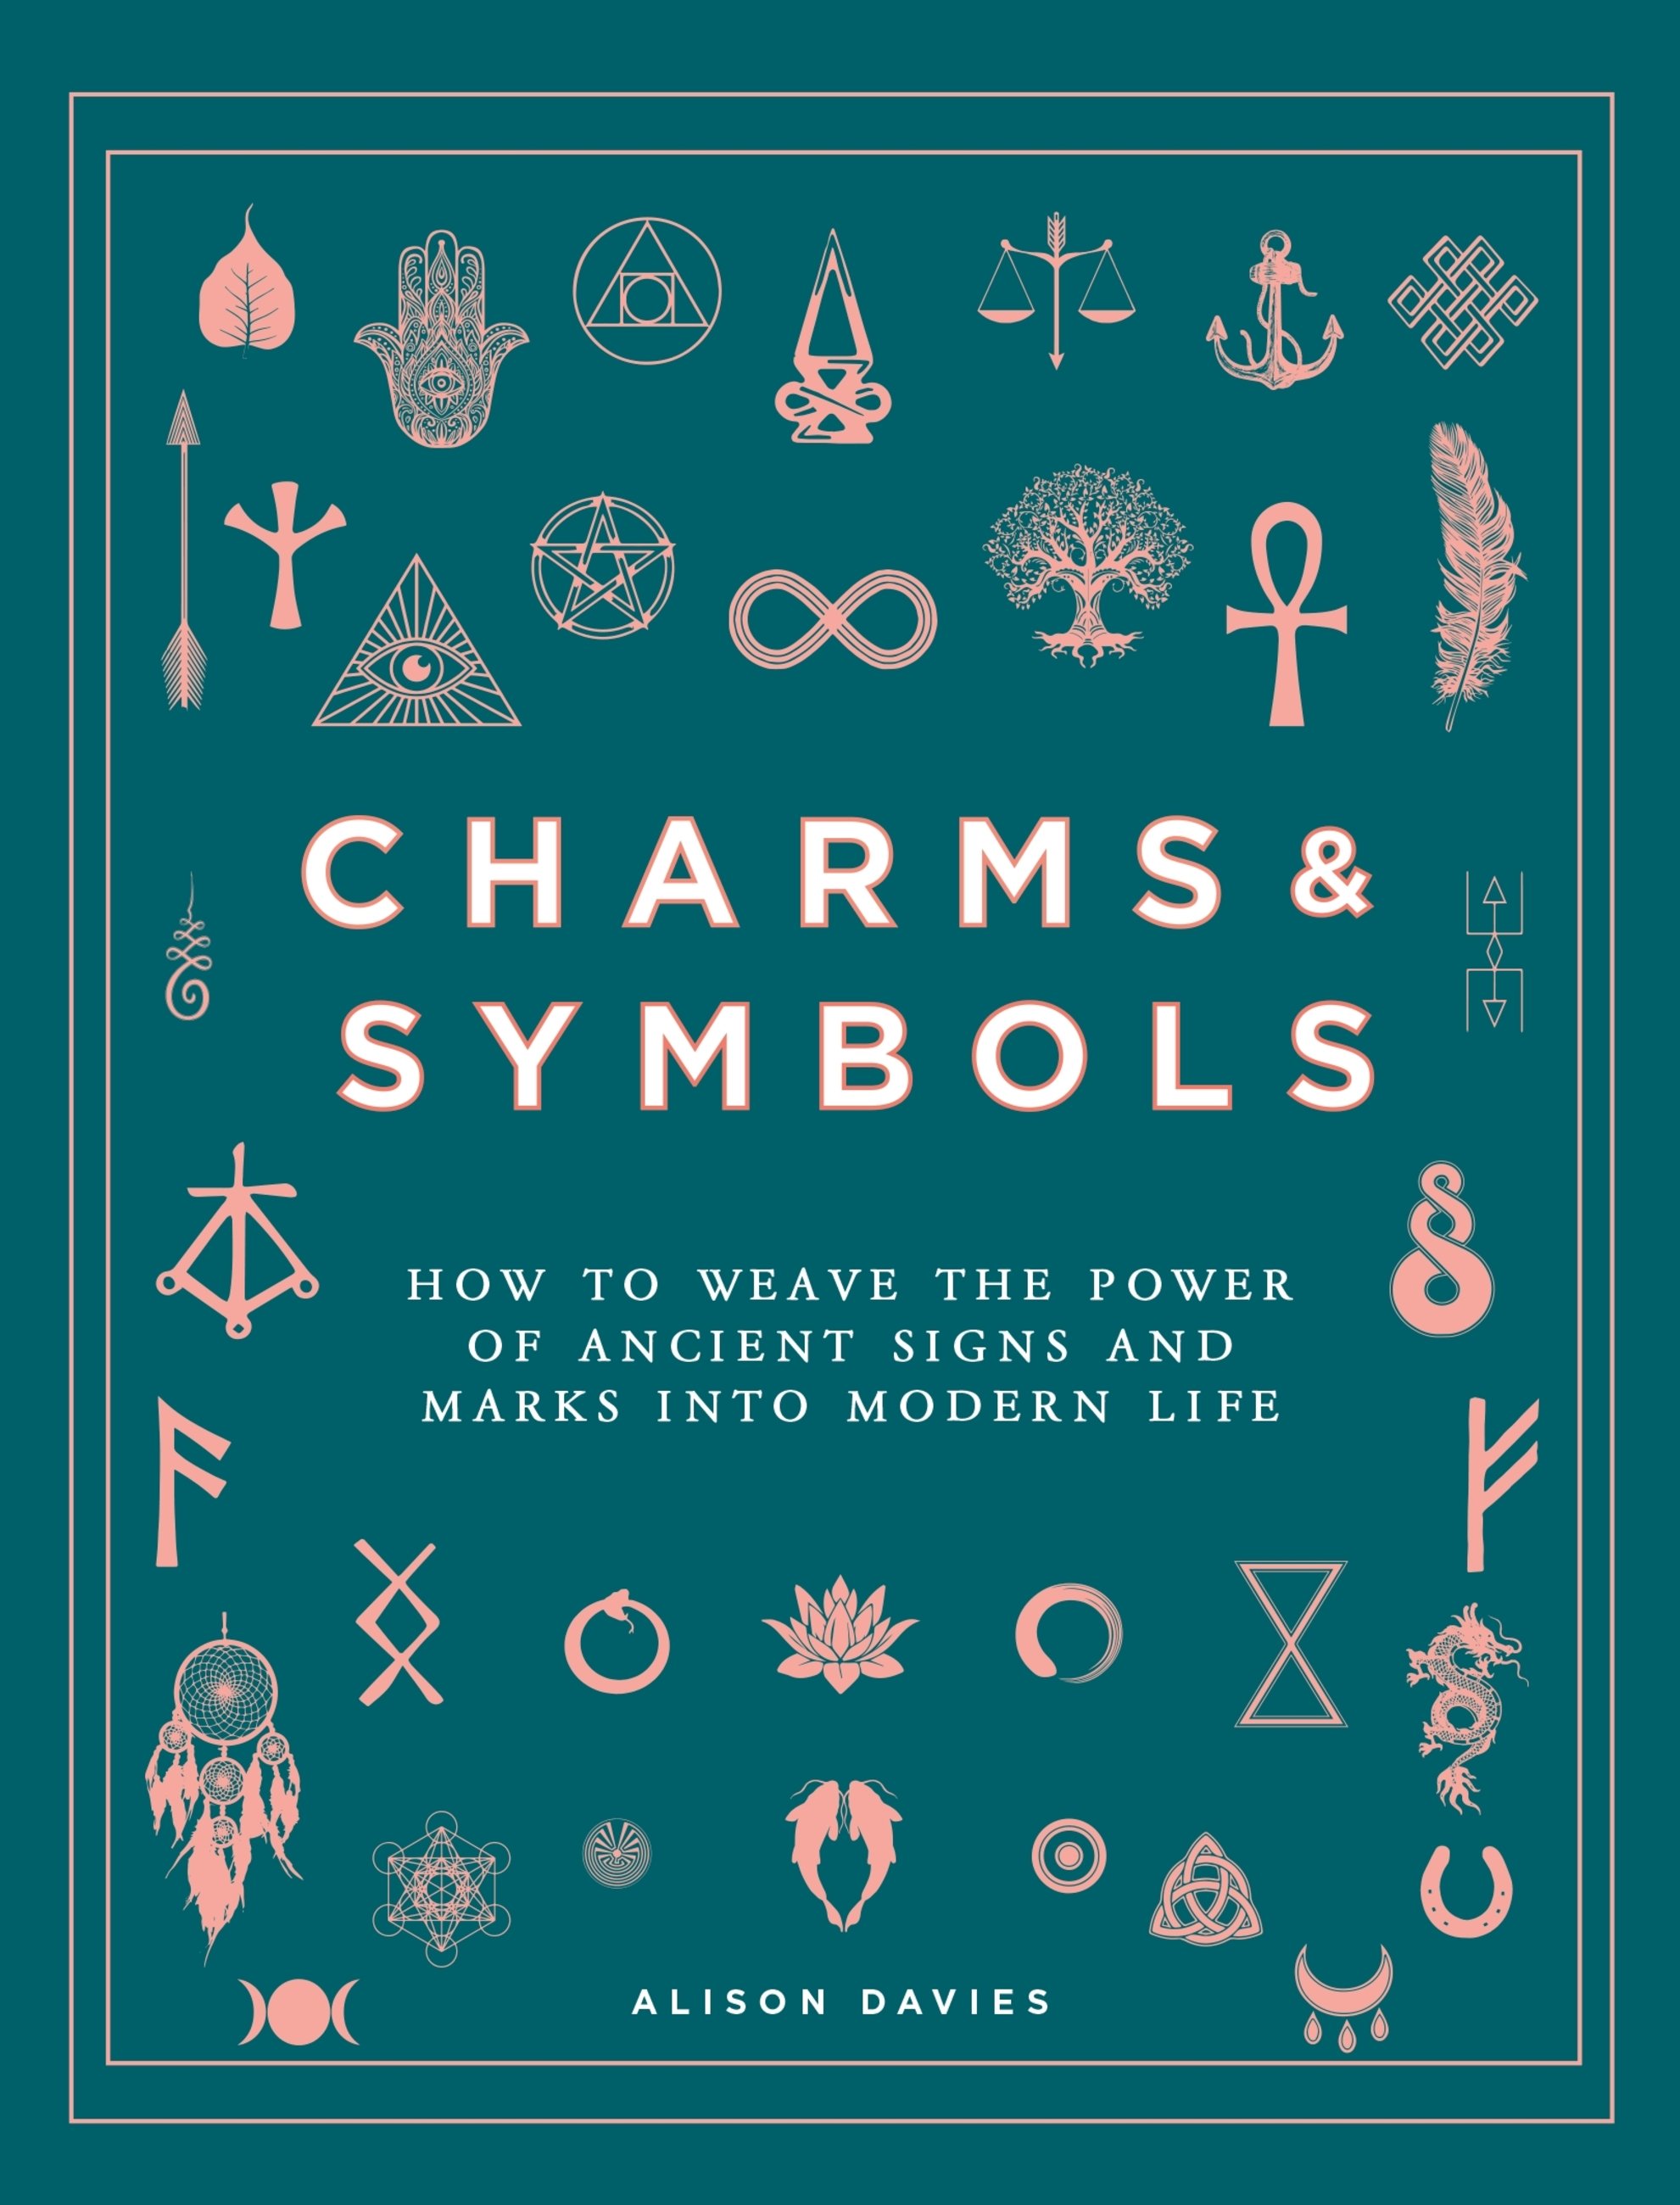 CHARMS &
SYMBOLS
HOW TO WEAVE THE POWER
OF ANCIENT SIGNS AND
MARKS INTO MODERN LIFE
ALISON DAVIES